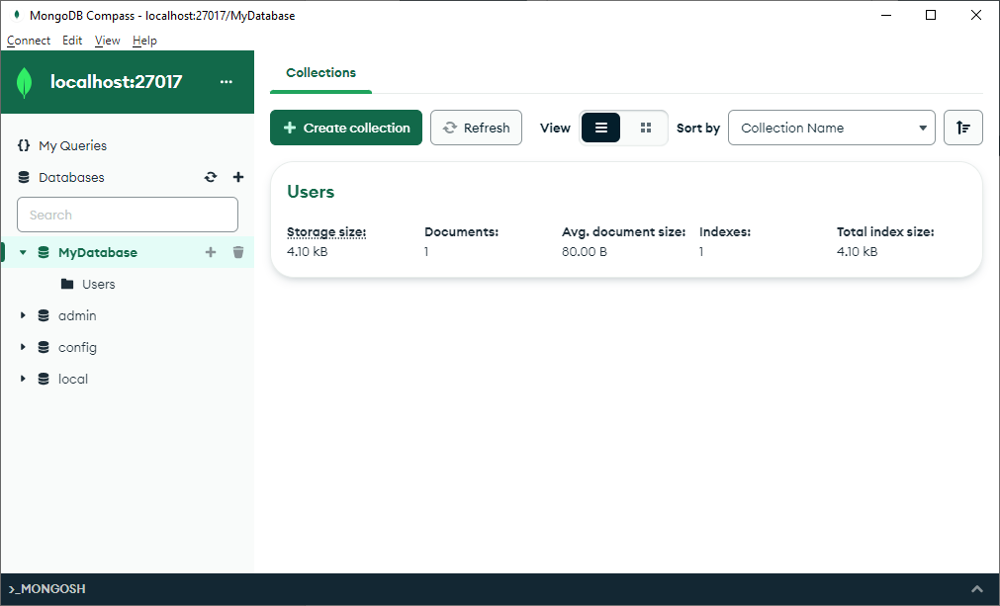 MongoDB Compass - localhost:27017/MyDatabase
Connect Edit View Help
localhost:27017 ...
{} My Queries
Databases
Search
MyDatabase
Users
admin
config
local
Collections
Create collection Refresh View Sort by Collection Name
Users
Storage size: Documents: Avg. document size: Indexes: Total index size:
4.10 kB 1 80.00 B 1 4.10 kB
>_MONGOSH